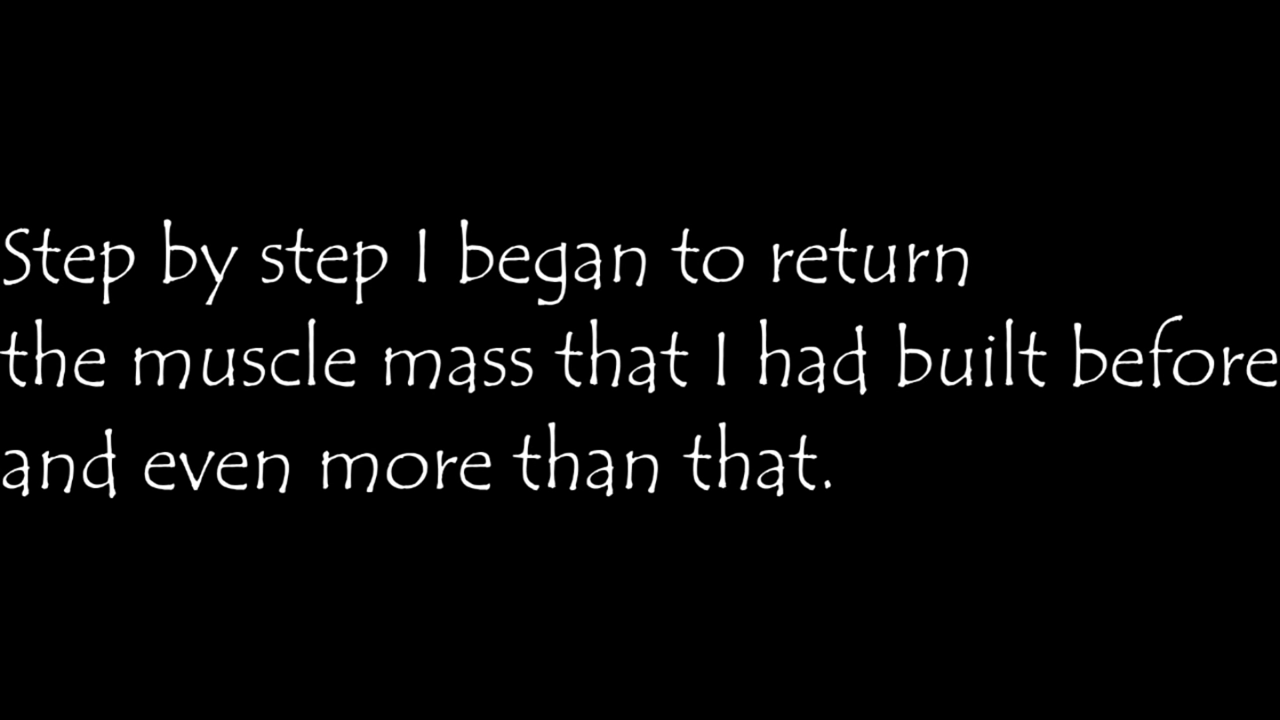 Step by step I began to return
the muscle mass that I had built before
and even more than that.